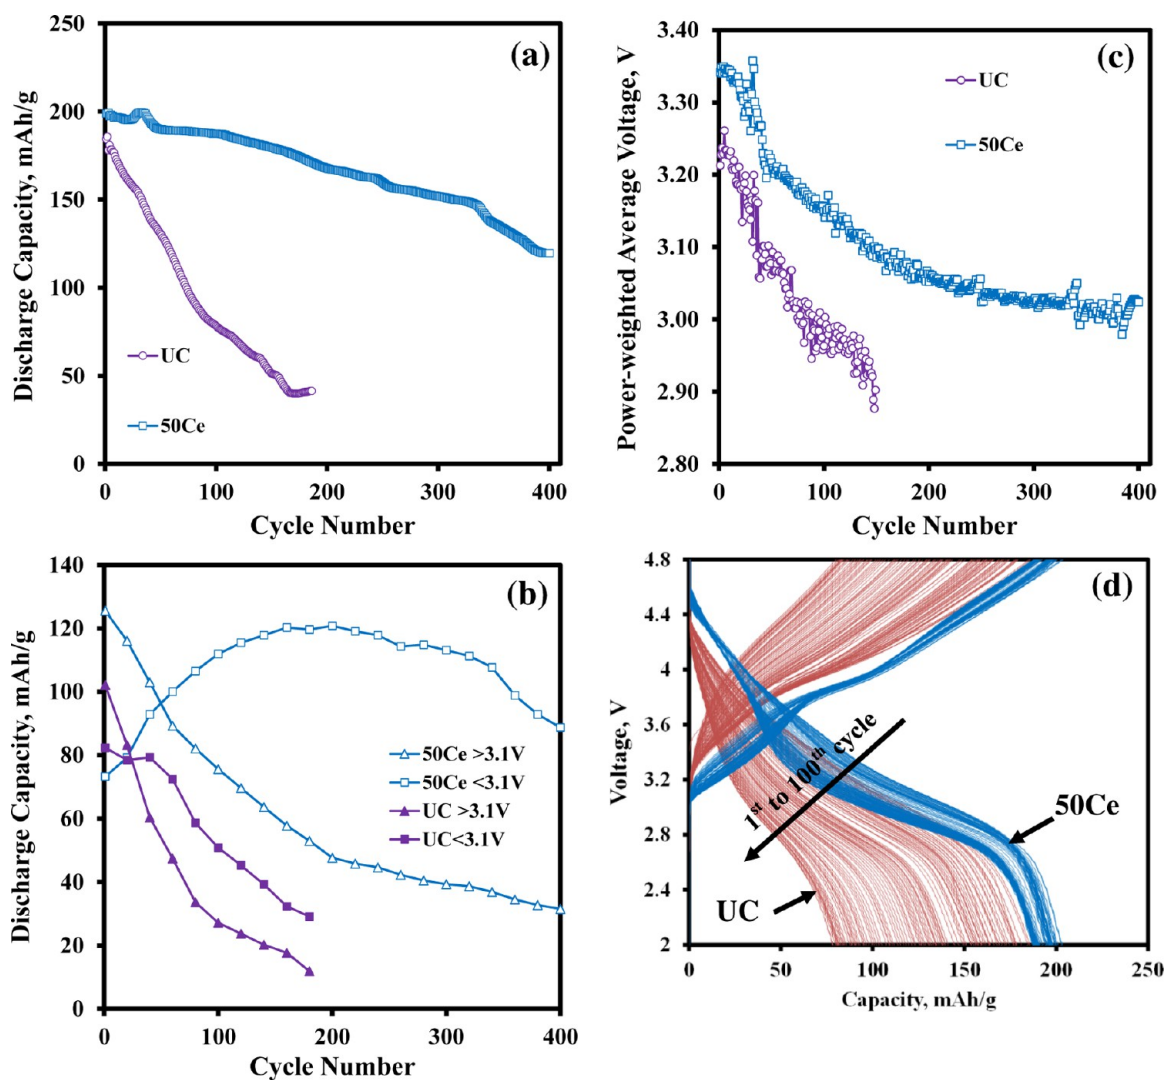 (a)
Discharge Capacity, mAh/g
250
200
150
100
50
0
UC
50Ce
0 100 200 300 400
Cycle Number
(c)
Power-weighted Average Voltage, V
3.40
3.30
3.20
3.10
3.00
2.90
2.80
UC
50Ce
0 100 200 300 400
Cycle Number
(b)
Discharge Capacity, mAh/g
140
120
100
80
60
40
20
0
50Ce >3.1V
50Ce <3.1V
UC >3.1V
UC<3.1V
0 100 200 300 400
Cycle Number
(d)
Voltage, V
4.8
4.4
4
3.6
3.2
2.8
2.4
2
1st to 100th cycle
50Ce
UC
0 50 100 150 200 250
Capacity, mAh/g